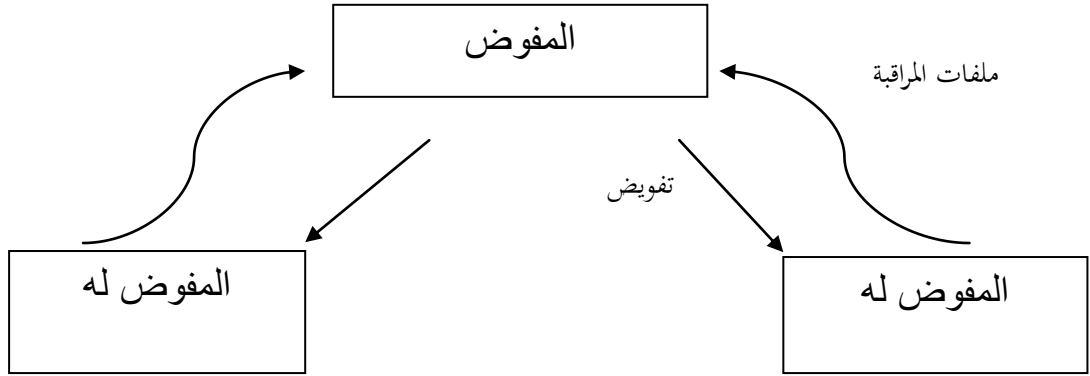 المفوض
ملفات المراقبة
تفويض
المفوض له
المفوض له